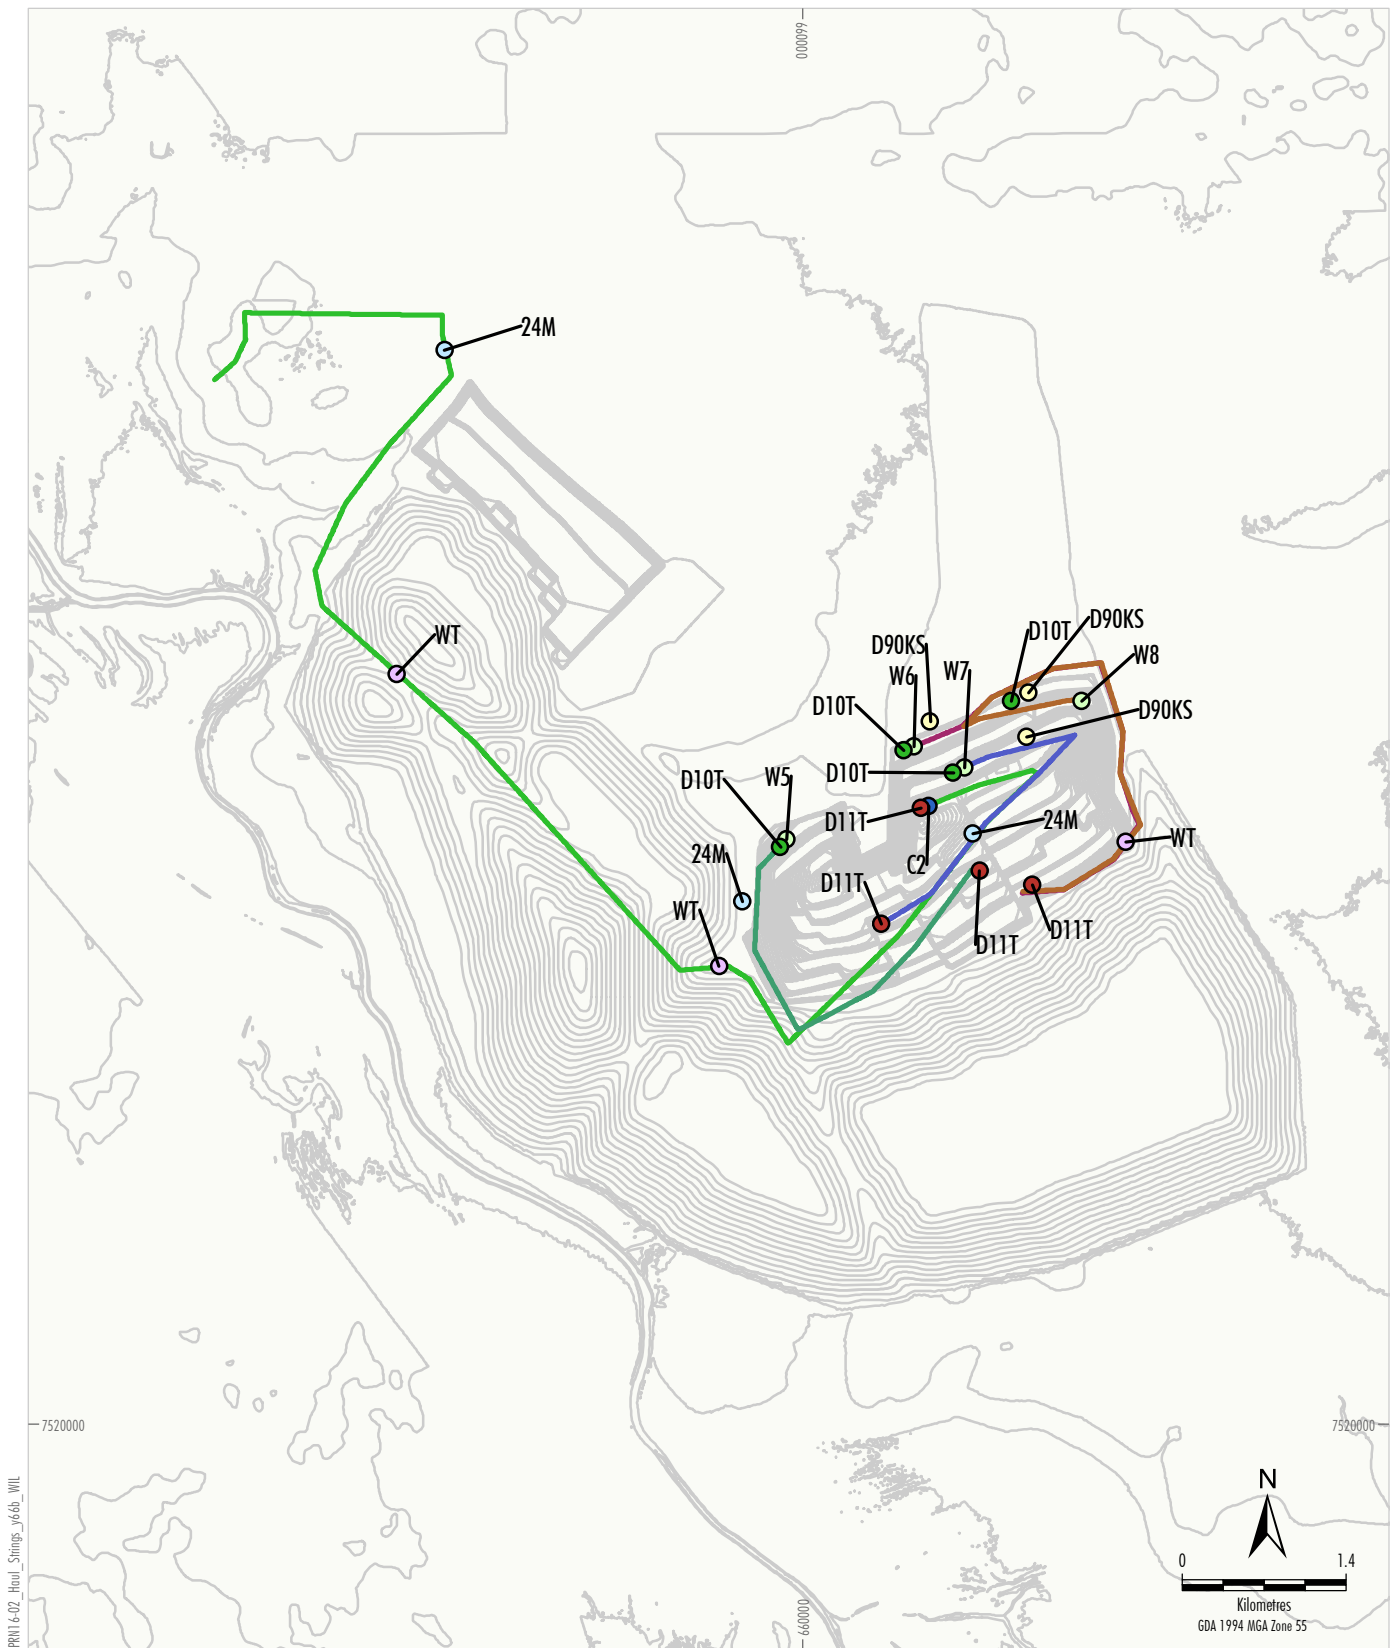 660000
24M
D90KS
D10T
WT
D90KS
W8
W7
W6
D10T
D90KS
D10T
W5
D10T
D11T
24M
WT
24M
C2
D11T
WT
D11T
D11T
7520000
7520000
N
0
1.4
Kilometres
GDA 1994 MGA Zone 55
660000
PRN16-02_Haul_Strings_y66b_WIL